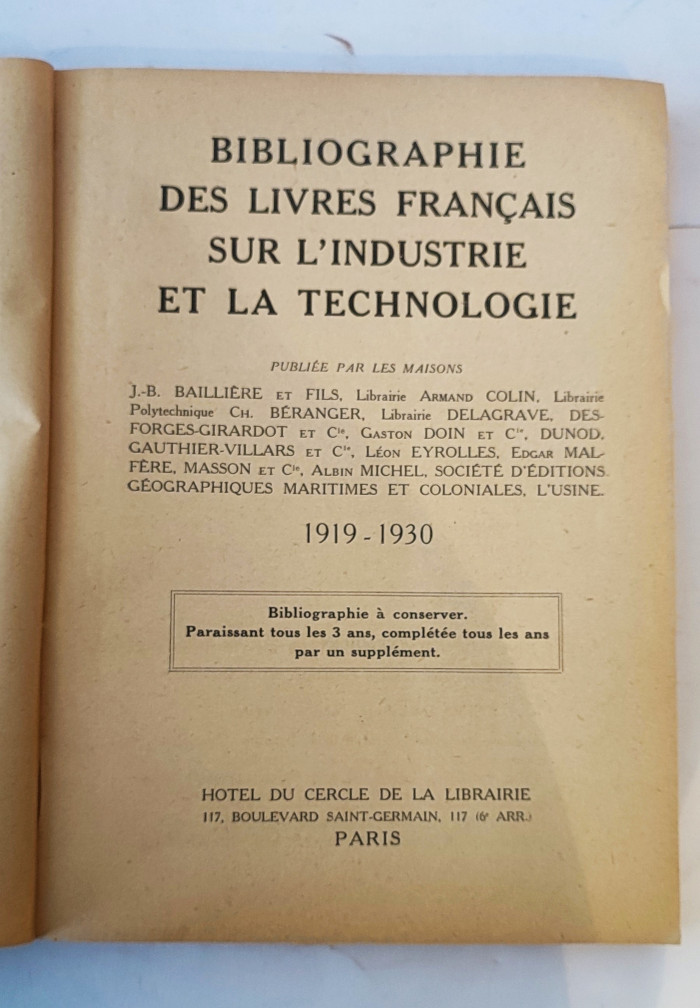 BIBLIOGRAPHIE
DES LIVRES FRANÇAIS
SUR L'INDUSTRIE
ET LA TECHNOLOGIE
PUBLIÉE PAR LES MAISONS
J.-B. BAILLIÈRE ET FILS, Librairie ARMAND COLIN, Librairie
Polytechnique CH. BÉRANGER, Librairie DELAGRAVE, DES-
FORGES-GIRARDOT ET Cie, GASTON DOIN ET Cie, DUNOD,
GAUTHIER-VILLARS ET Cie, LÉON EYROLLES, EDGAR MAL-
FÈRE, MASSON ET Cie, ALBIN MICHEL, SOCIÉTÉ D'ÉDITIONS
GÉOGRAPHIQUES MARITIMES ET COLONIALES, L'USINE.
1919 - 1930
Bibliographie à conserver.
Paraissant tous les 3 ans, complétée tous les ans
par un supplément.
HOTEL DU CERCLE DE LA LIBRAIRIE
117, BOULEVARD SAINT-GERMAIN, 117 (6e ARR.)
PARIS